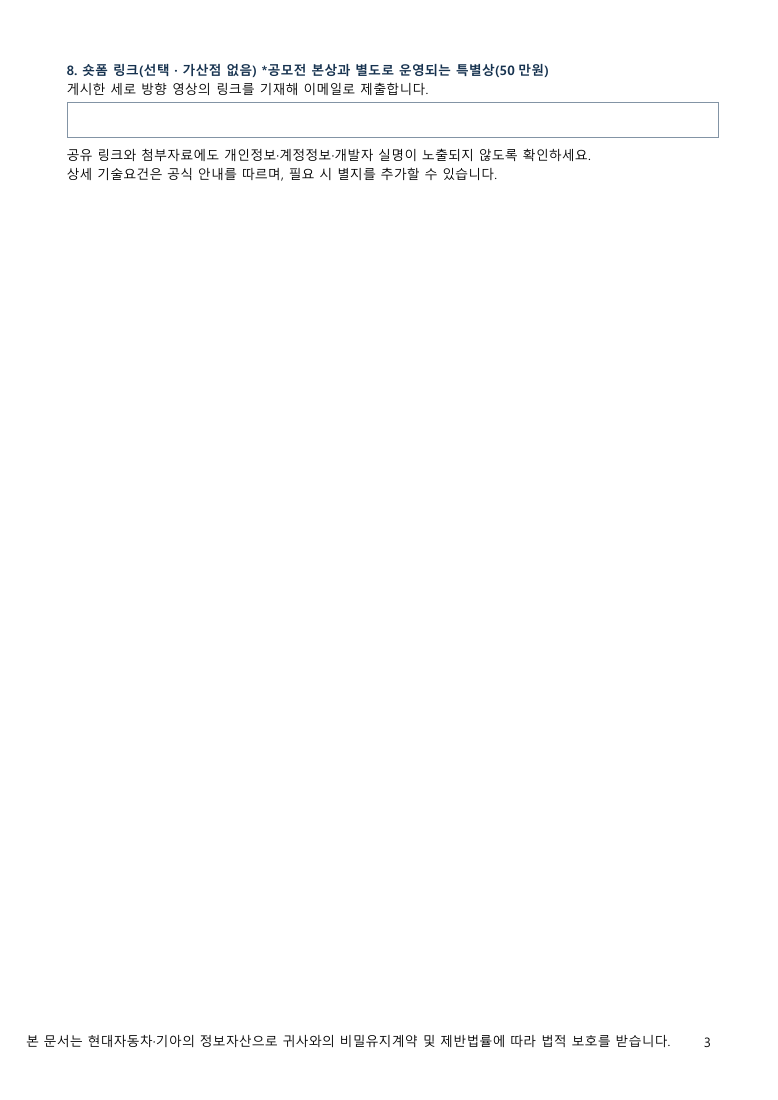 8. 숏폼 링크(선택 · 가산점 없음) *공모전 본상과 별도로 운영되는 특별상(50 만원)
게시한 세로 방향 영상의 링크를 기재해 이메일로 제출합니다.
공유 링크와 첨부자료에도 개인정보·계정정보·개발자 실명이 노출되지 않도록 확인하세요.
상세 기술요건은 공식 안내를 따르며, 필요 시 별지를 추가할 수 있습니다.
본 문서는 현대자동차·기아의 정보자산으로 귀사와의 비밀유지계약 및 제반법률에 따라 법적 보호를 받습니다. 3